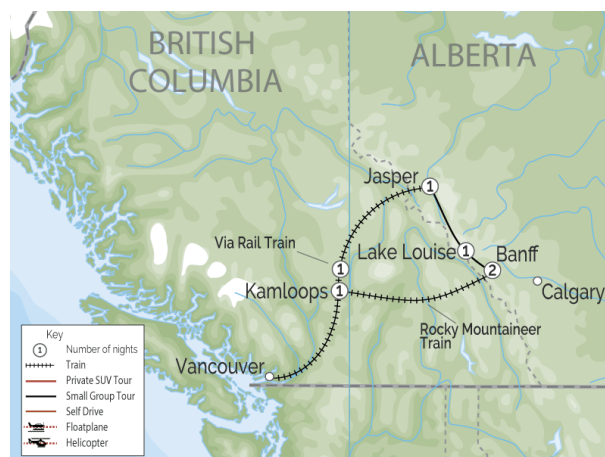 BRITISH
COLUMBIA
ALBERTA
Jasper
1
Via Rail Train
Lake Louise
1
Banff
1
2
Kamloops
1
Calgary
Rocky Mountaineer
Train
Vancouver
Key
1
Number of nights
Train
Private SUV Tour
Small Group Tour
Self Drive
Floatplane
Helicopter